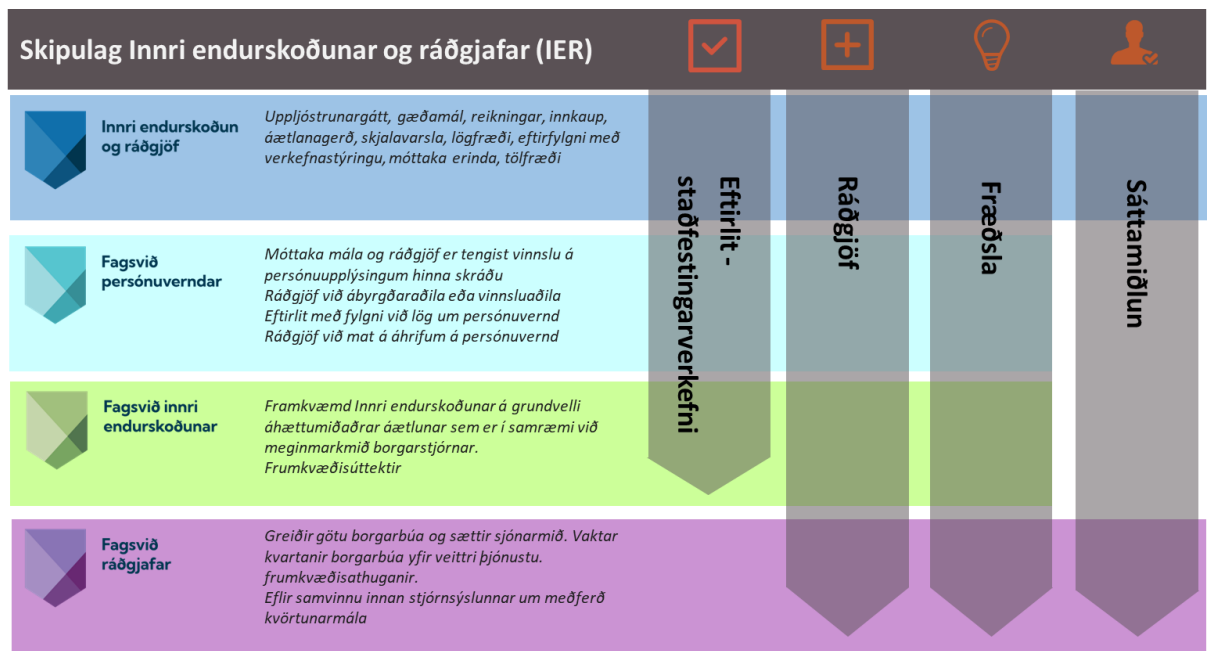 Skipulag Innri endurskoðunar og ráðgjafar (IER)
Innri endurskoðun
og ráðgjöf
Uppljóstrunargátt, gæðamál, reikningar, innkaup,
áætlanagerð, skjalavarsla, lögfræði, eftirfylgni með
verkefnastýringu, móttaka erinda, tölfræði
Fagsvið
persónuverndar
Móttaka mála og ráðgjöf er tengist vinnslu á
persónuupplýsingum hinna skráðu
Ráðgjöf við ábyrgðaraðila eða vinnsluaðila
Eftirlit með fylgni við lög um persónuvernd
Ráðgjöf við mat á áhrifum á persónuvernd
Fagsvið innri
endurskoðunar
Framkvæmd Innri endurskoðunar á grundvelli
áhættumiðaðrar áætlunar sem er í samræmi við
meginmarkmið borgarstjórnar.
Frumkvæðisúttektir
Fagsvið
ráðgjafar
Greiðir götu borgarbúa og sættir sjónarmið. Vaktar
kvartanir borgarbúa yfir veittri þjónustu.
frumkvæðisathuganir.
Eflir samvinnu innan stjórnsýslunnar um meðferð
kvörtunarmála
Eftirlit -
staðfestingarverkefni
Ráðgjöf
Fræðsla
Sáttamiðlun